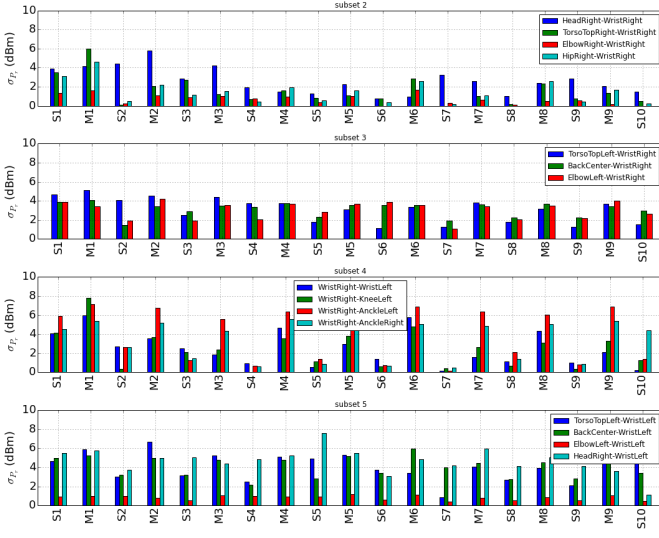 subset 2
σPr (dBm)
10
8
6
4
2
0
HeadRight-WristRight
TorsoTopRight-WristRight
ElbowRight-WristRight
HipRight-WristRight
S1 M1 S2 M2 S3 M3 S4 M4 S5 M5 S6 M6 S7 M7 S8 M8 S9 M9 S10
subset 3
σPr (dBm)
10
8
6
4
2
0
TorsoTopLeft-WristRight
BackCenter-WristRight
ElbowLeft-WristRight
S1 M1 S2 M2 S3 M3 S4 M4 S5 M5 S6 M6 S7 M7 S8 M8 S9 M9 S10
subset 4
σPr (dBm)
10
8
6
4
2
0
WristRight-WristLeft
WristRight-KneeLeft
WristRight-AnckleLeft
WristRight-AnckleRight
S1 M1 S2 M2 S3 M3 S4 M4 S5 M5 S6 M6 S7 M7 S8 M8 S9 M9 S10
subset 5
σPr (dBm)
10
8
6
4
2
0
TorsoTopLeft-WristLeft
BackCenter-WristLeft
ElbowLeft-WristLeft
HeadRight-WristLeft
S1 M1 S2 M2 S3 M3 S4 M4 S5 M5 S6 M6 S7 M7 S8 M8 S9 M9 S10